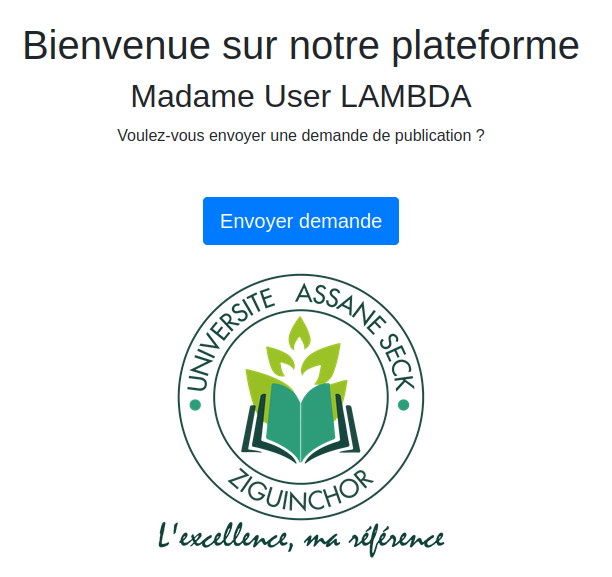 Bienvenue sur notre plateforme
Madame User LAMBDA
Voulez-vous envoyer une demande de publication ?
Envoyer demande
UNIVERSITE ASSANE SECK
ZIGUINCHOR
L'excellence, ma référence